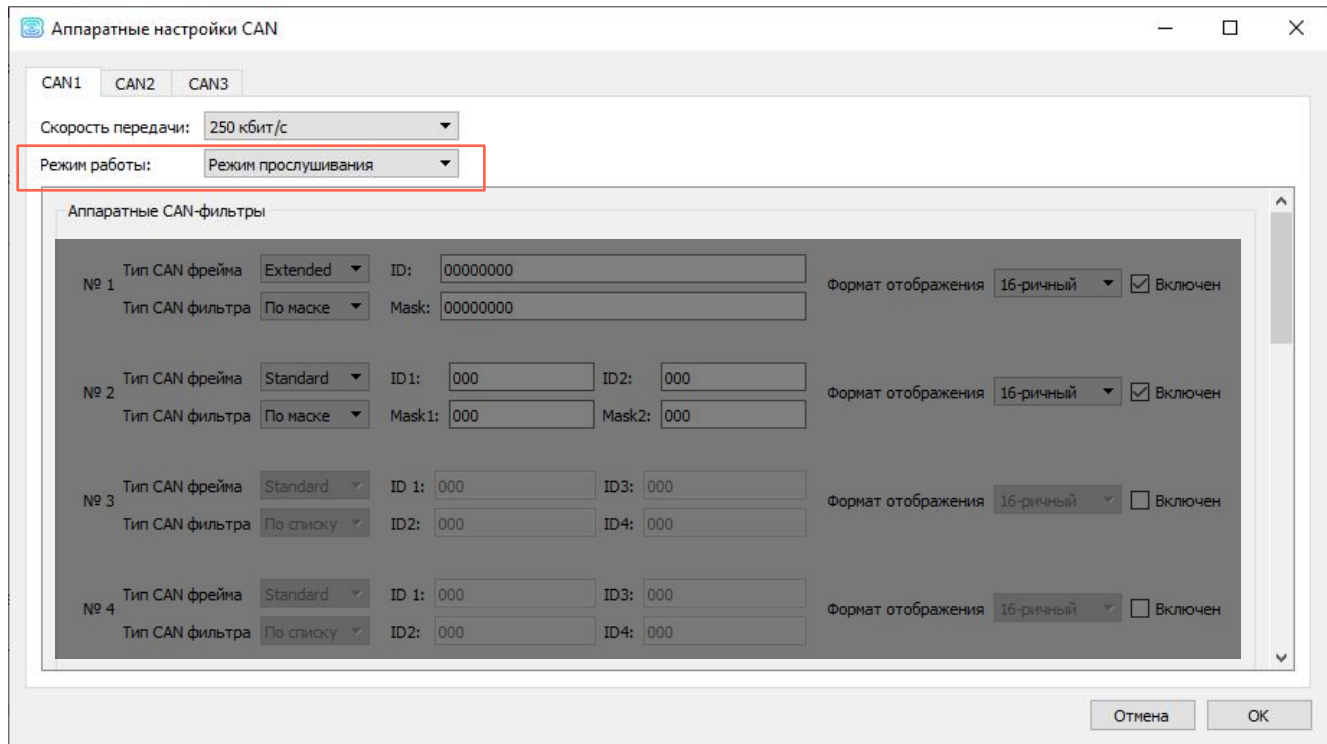 Аппаратные настройки CAN
CAN1 CAN2 CAN3
Скорость передачи: 250 кбит/с
Режим работы: Режим прослушивания
Аппаратные CAN-фильтры
№ 1
Тип CAN фрейма Extended ID: 00000000
Тип CAN фильтра По маске Mask: 00000000
Формат отображения 16-ричный Включен
№ 2
Тип CAN фрейма Standard ID1: 000 ID2: 000
Тип CAN фильтра По маске Mask1: 000 Mask2: 000
Формат отображения 16-ричный Включен
№ 3
Тип CAN фрейма Standard ID 1: 000 ID3: 000
Тип CAN фильтра По списку ID2: 000 ID4: 000
Формат отображения 16-ричный Включен
№ 4
Тип CAN фрейма Standard ID 1: 000 ID3: 000
Тип CAN фильтра По списку ID2: 000 ID4: 000
Формат отображения 16-ричный Включен
Отмена OK